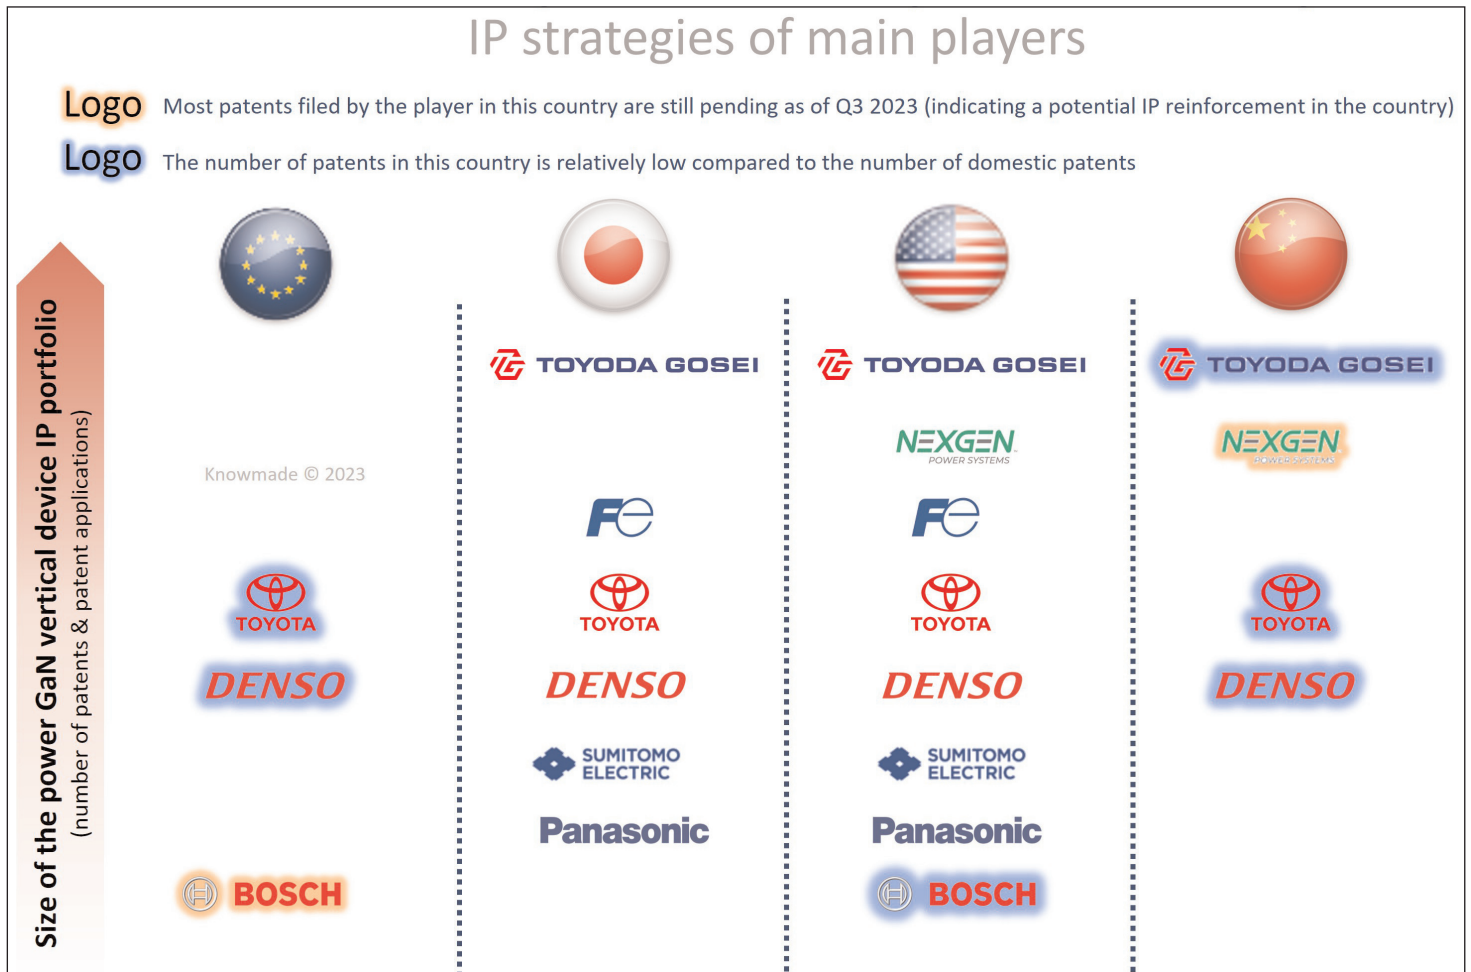 IP strategies of main players
Logo Most patents filed by the player in this country are still pending as of Q3 2023 (indicating a potential IP reinforcement in the country)
Logo The number of patents in this country is relatively low compared to the number of domestic patents
Size of the power GaN vertical device IP portfolio
(number of patents & patent applications)
TOYODA GOSEI TOYODA GOSEI TOYODA GOSEI
NEXGEN NEXGEN
POWER SYSTEMS POWER SYSTEMS
Knowmade © 2023
Fe Fe
TOYOTA TOYOTA TOYOTA TOYOTA
DENSO DENSO DENSO DENSO
SUMITOMO SUMITOMO
ELECTRIC ELECTRIC
Panasonic Panasonic
BOSCH BOSCH